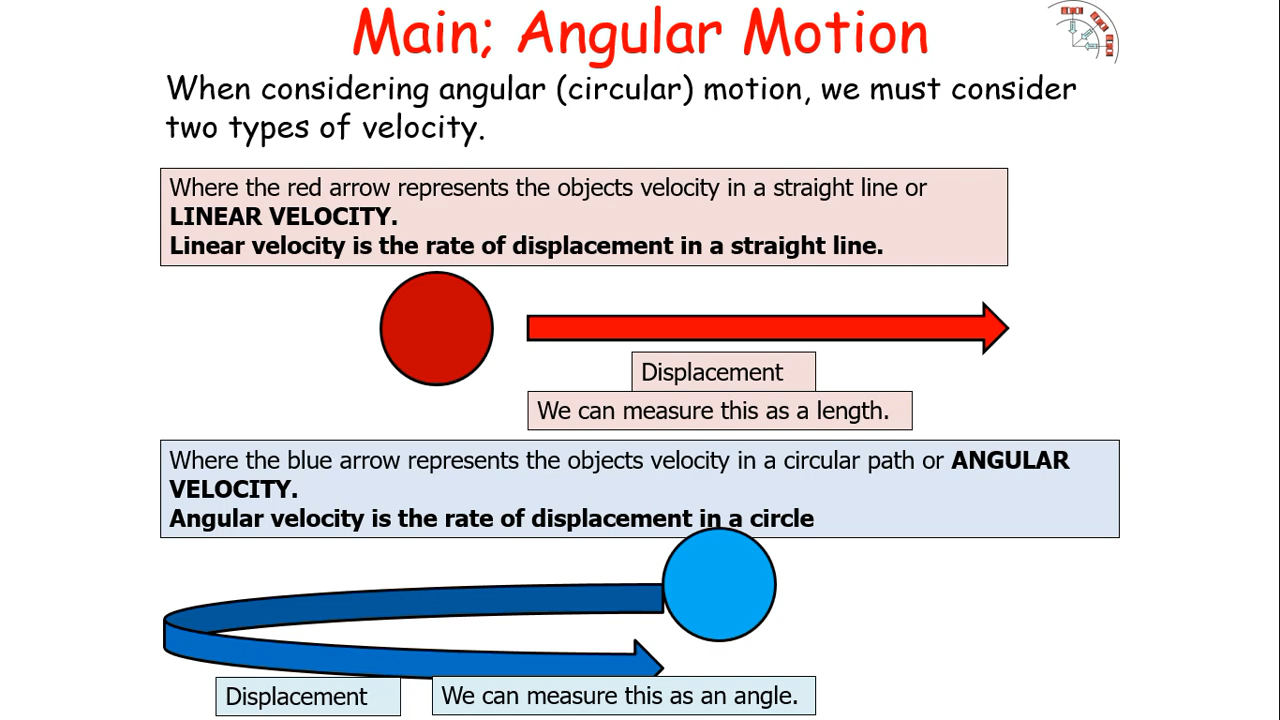 Main; Angular Motion
When considering angular (circular) motion, we must consider
two types of velocity.
Where the red arrow represents the objects velocity in a straight line or
LINEAR VELOCITY.
Linear velocity is the rate of displacement in a straight line.
Displacement
We can measure this as a length.
Where the blue arrow represents the objects velocity in a circular path or ANGULAR
VELOCITY.
Angular velocity is the rate of displacement in a circle
Displacement
We can measure this as an angle.